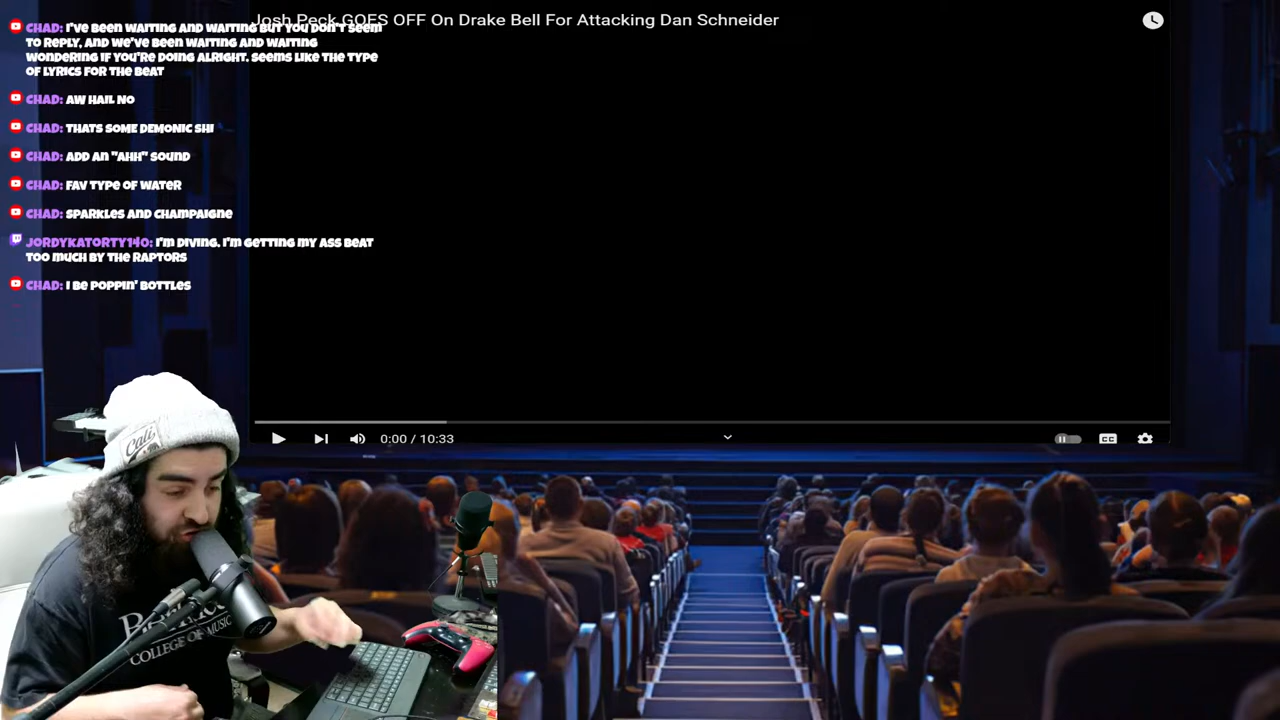 Josh Peck GOES OFF On Drake Bell For Attacking Dan Schneider
CHAD: I'VE BEEN WAITING AND WAITING BUT YOU DON'T SEEM
TO REPLY, AND WE'VE BEEN WAITING AND WAITING
WONDERING IF YOU'RE DOING ALRIGHT. SEEMS LIKE THE TYPE
OF LYRICS FOR THE BEAT
CHAD: AW HAIL NO
CHAD: THATS SOME DEMONIC SHI
CHAD: ADD AN "AHH" SOUND
CHAD: FAV TYPE OF WATER
CHAD: SPARKLES AND CHAMPAIGNE
JORDYKATORTY140: I'M DIVING. I'M GETTING MY ASS BEAT
TOO MUCH BY THE RAPTORS
CHAD: I BE POPPIN' BOTTLES
0:00 / 10:33
CC
Cali
COLLEGE OF MUSIC